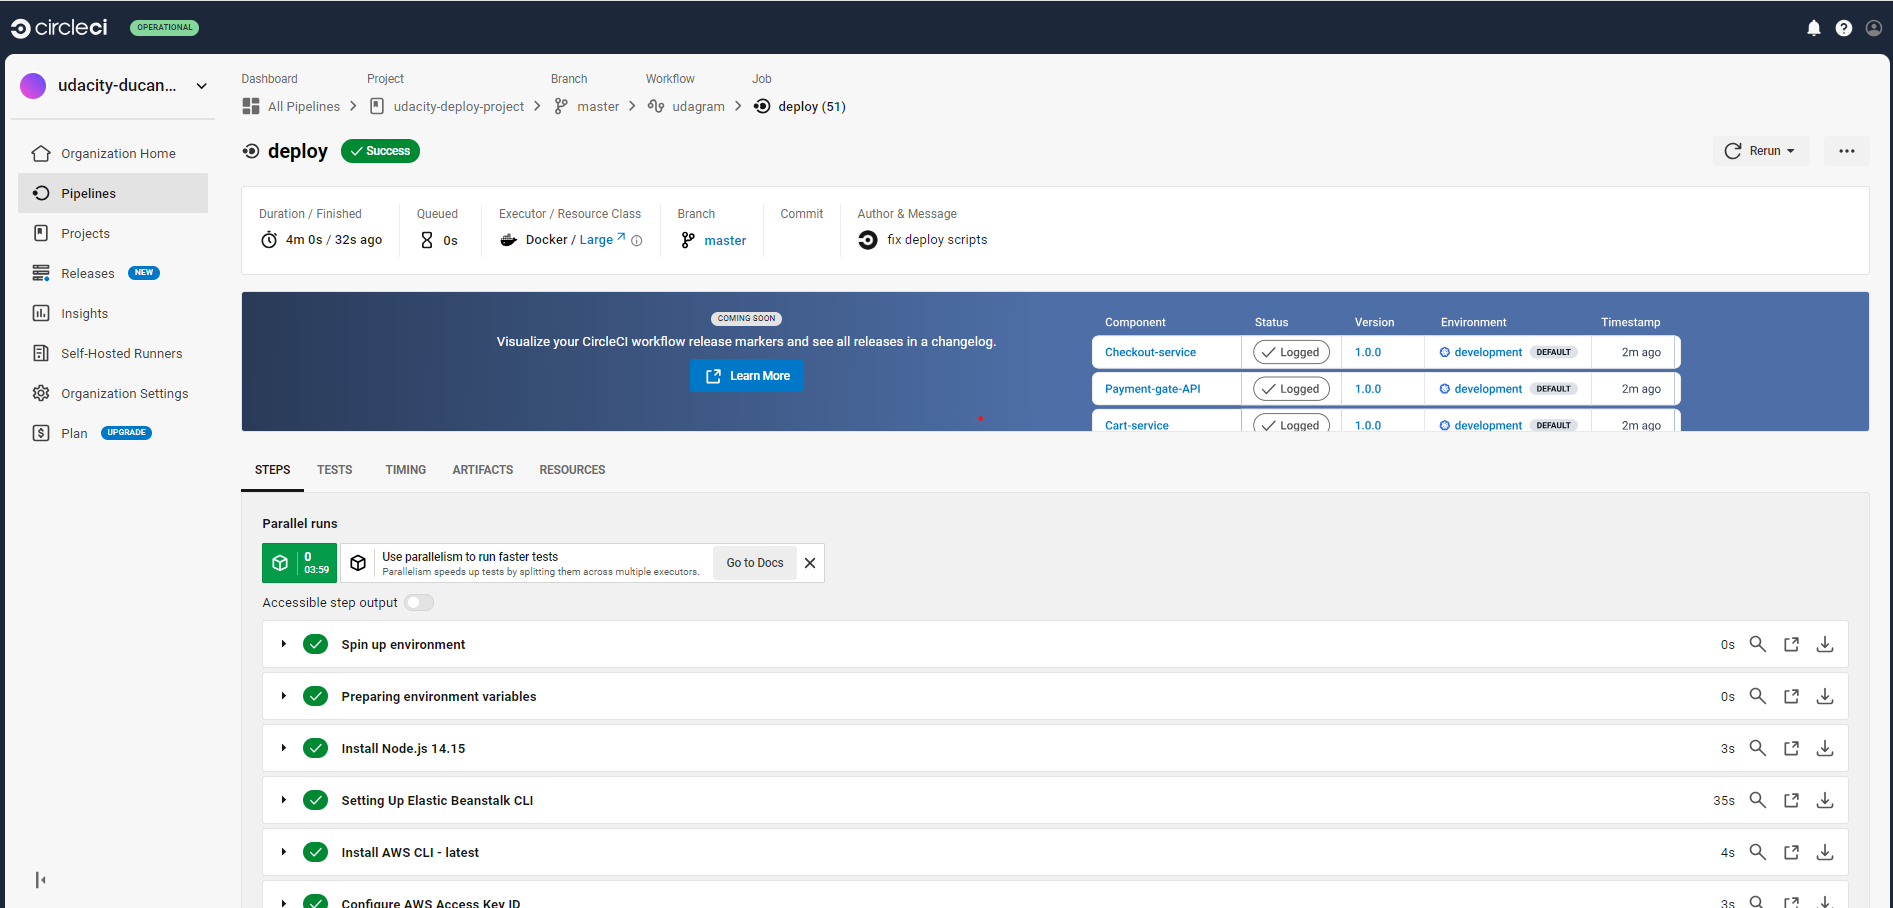 circleci
OPERATIONAL
udacity-ducan...
Organization Home
Pipelines
Projects
Releases NEW
Insights
Self-Hosted Runners
Organization Settings
Plan UPGRADE
Dashboard Project Branch Workflow Job
All Pipelines udacity-deploy-project master udagram deploy (51)
deploy Success
Rerun
Duration / Finished Queued Executor / Resource Class Branch Commit Author & Message
4m 0s / 32s ago 0s Docker / Large master fix deploy scripts
COMING SOON
Visualize your CircleCI workflow release markers and see all releases in a changelog.
Learn More
Component Status Version Environment Timestamp
Checkout-service Logged 1.0.0 development DEFAULT 2m ago
Payment-gate-API Logged 1.0.0 development DEFAULT 2m ago
Cart-service Logged 1.0.0 development DEFAULT 2m ago
STEPS TESTS TIMING ARTIFACTS RESOURCES
Parallel runs
0
03:59
Use parallelism to run faster tests
Parallelism speeds up tests by splitting them across multiple executors.
Go to Docs
Accessible step output
Spin up environment 0s
Preparing environment variables 0s
Install Node.js 14.15 3s
Setting Up Elastic Beanstalk CLI 35s
Install AWS CLI - latest 4s
Configure AWS Access Key ID 3s